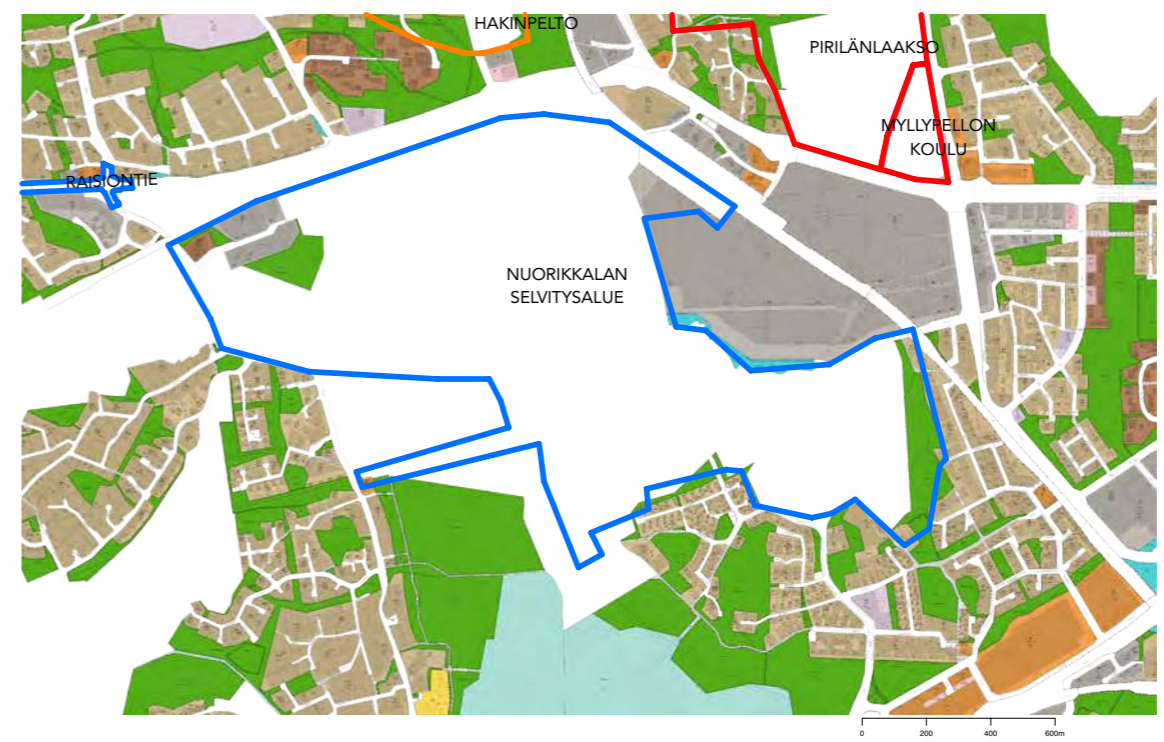 HAKINPELTO
PIRILÄNLAAKSO
MYLLYPELLON
KOULU
RAISIONTIE
NUORIKKALAN
SELVITYSALUE
0 200 400 600m